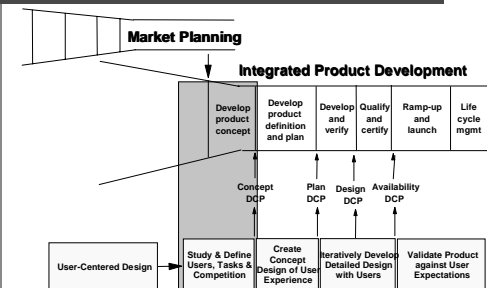 Market Planning
Integrated Product Development
Develop
product
concept
Develop
product
definition
and plan
Develop
and
verify
Qualify
and
certify
Ramp-up
and
launch
Life
cycle
mgmt
Concept
DCP
Plan
DCP
Design
DCP
Availability
DCP
User-Centered Design
Study & Define
Users, Tasks &
Competition
Create
Concept
Design of User
Experience
Iteratively Develop
Detailed Design
with Users
Validate Product
against User
Expectations